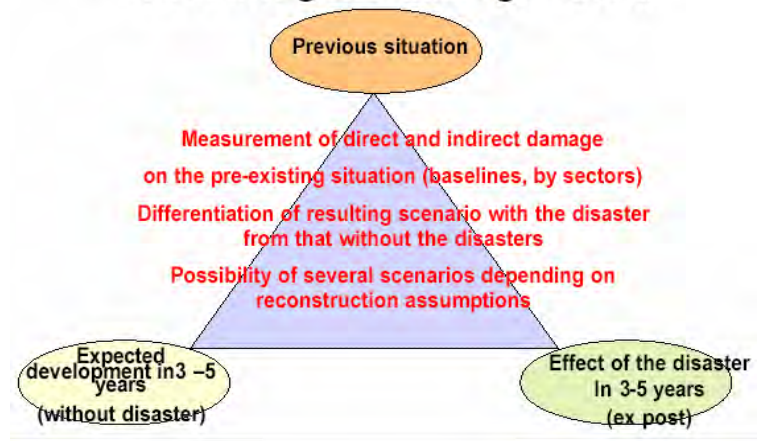 Previous situation
Measurement of direct and indirect damage
on the pre-existing situation (baselines, by sectors)
Differentiation of resulting scenario with the disaster
from that without the disasters
Possibility of several scenarios depending on
reconstruction assumptions
Expected
development in3 –5
years
(without disaster)
Effect of the disaster
In 3-5 years
(ex post)